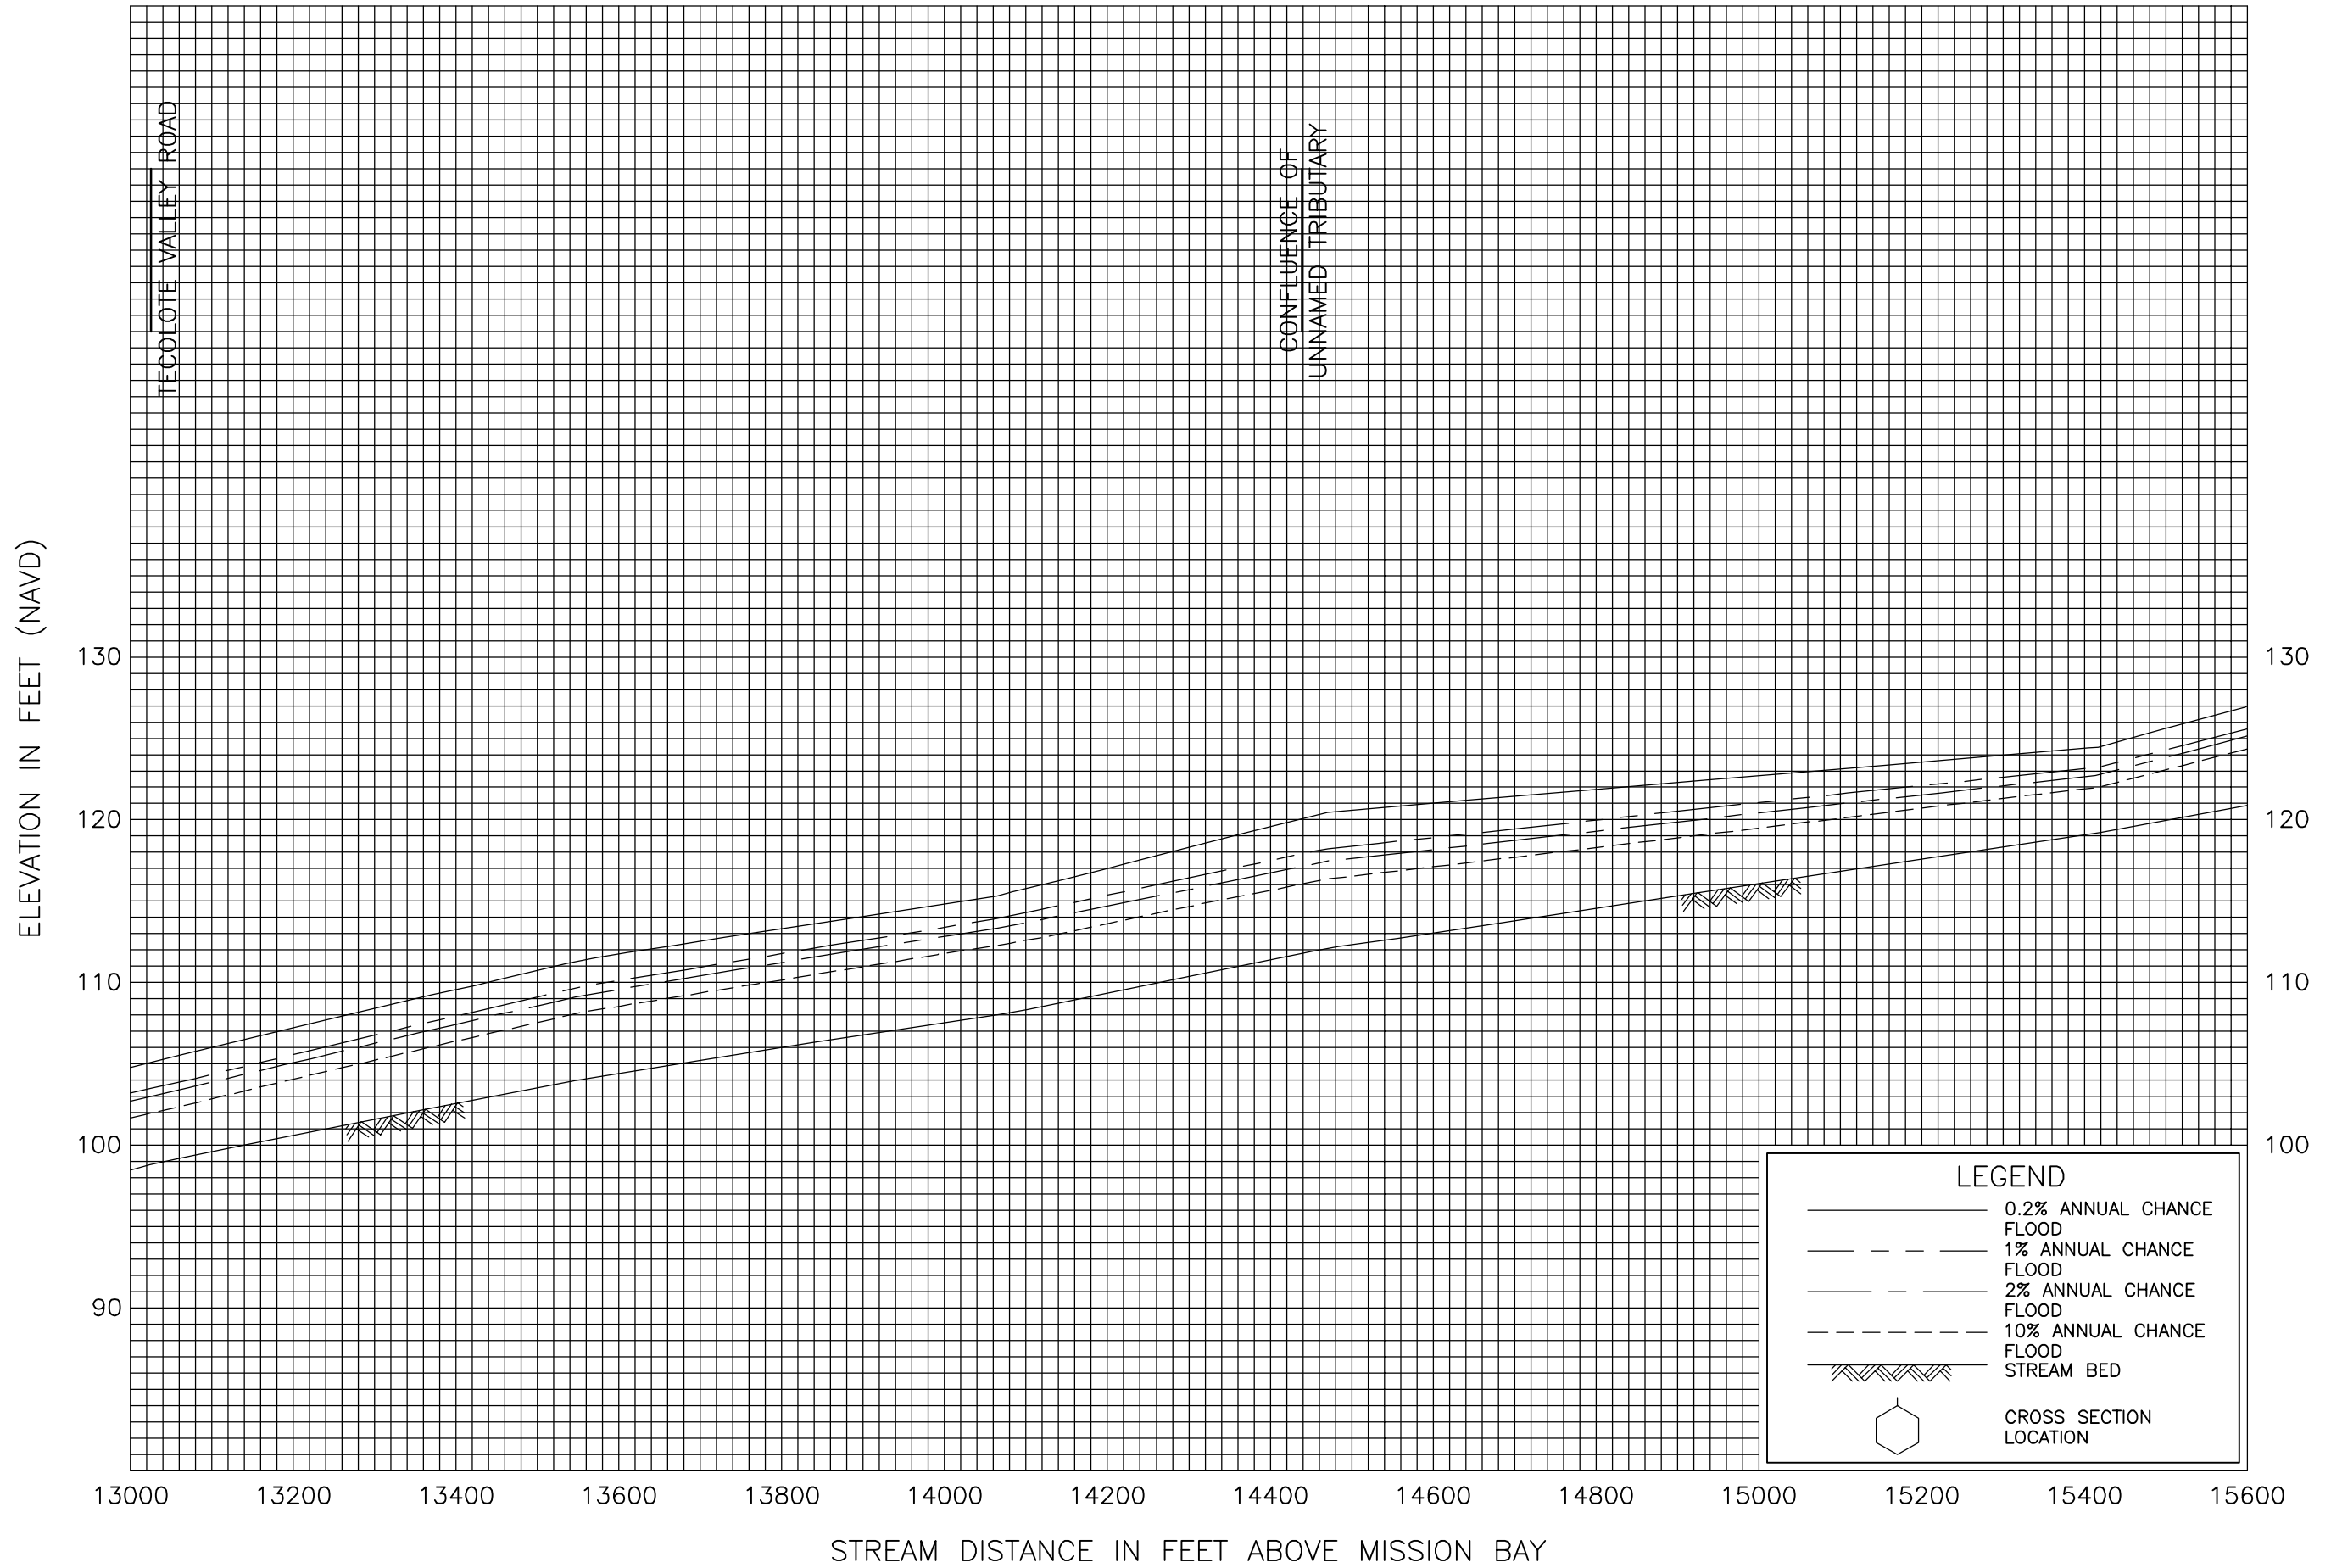 TECOLOTE VALLEY ROAD
CONFLUENCE OF
UNNAMED TRIBUTARY
ELEVATION IN FEET (NAVD)
130
120
110
100
90
130
120
110
100
LEGEND
0.2% ANNUAL CHANCE
FLOOD
1% ANNUAL CHANCE
FLOOD
2% ANNUAL CHANCE
FLOOD
10% ANNUAL CHANCE
FLOOD
STREAM BED
CROSS SECTION
LOCATION
13000 13200 13400 13600 13800 14000 14200 14400 14600 14800 15000 15200 15400 15600
STREAM DISTANCE IN FEET ABOVE MISSION BAY